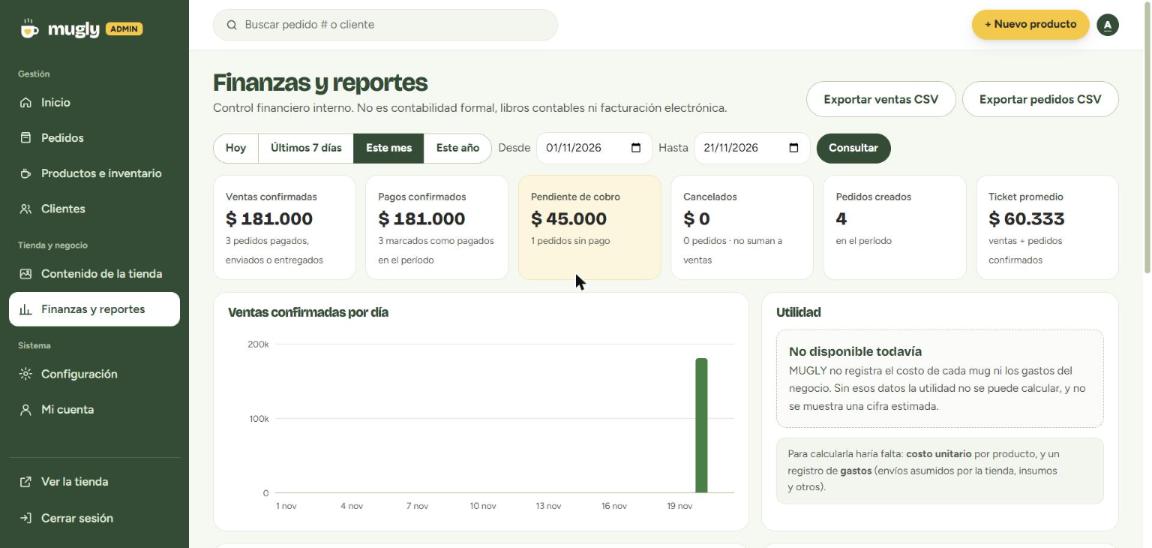 mugly ADMIN
Gestión
Inicio
Pedidos
Productos e inventario
Clientes
Tienda y negocio
Contenido de la tienda
Finanzas y reportes
Sistema
Configuración
Mi cuenta
Ver la tienda
Cerrar sesión
Buscar pedido # o cliente
+ Nuevo producto
A
Finanzas y reportes
Control financiero interno. No es contabilidad formal, libros contables ni facturación electrónica.
Exportar ventas CSV
Exportar pedidos CSV
Hoy
Últimos 7 días
Este mes
Este año
Desde
01/11/2026
Hasta
21/11/2026
Consultar
Ventas confirmadas
$ 181.000
3 pedidos pagados,
enviados o entregados
Pagos confirmados
$ 181.000
3 marcados como pagados
en el período
Pendiente de cobro
$ 45.000
1 pedidos sin pago
Cancelados
$ 0
0 pedidos · no suman a
ventas
Pedidos creados
4
en el período
Ticket promedio
$ 60.333
ventas ÷ pedidos
confirmados
Ventas confirmadas por día
200k
100k
0
1 nov
4 nov
7 nov
10 nov
13 nov
16 nov
19 nov
Utilidad
No disponible todavía
MUGLY no registra el costo de cada mug ni los gastos del
negocio. Sin esos datos la utilidad no se puede calcular, y no
se muestra una cifra estimada.
Para calcularla haría falta: costo unitario por producto, y un
registro de gastos (envíos asumidos por la tienda, insumos
y otros).